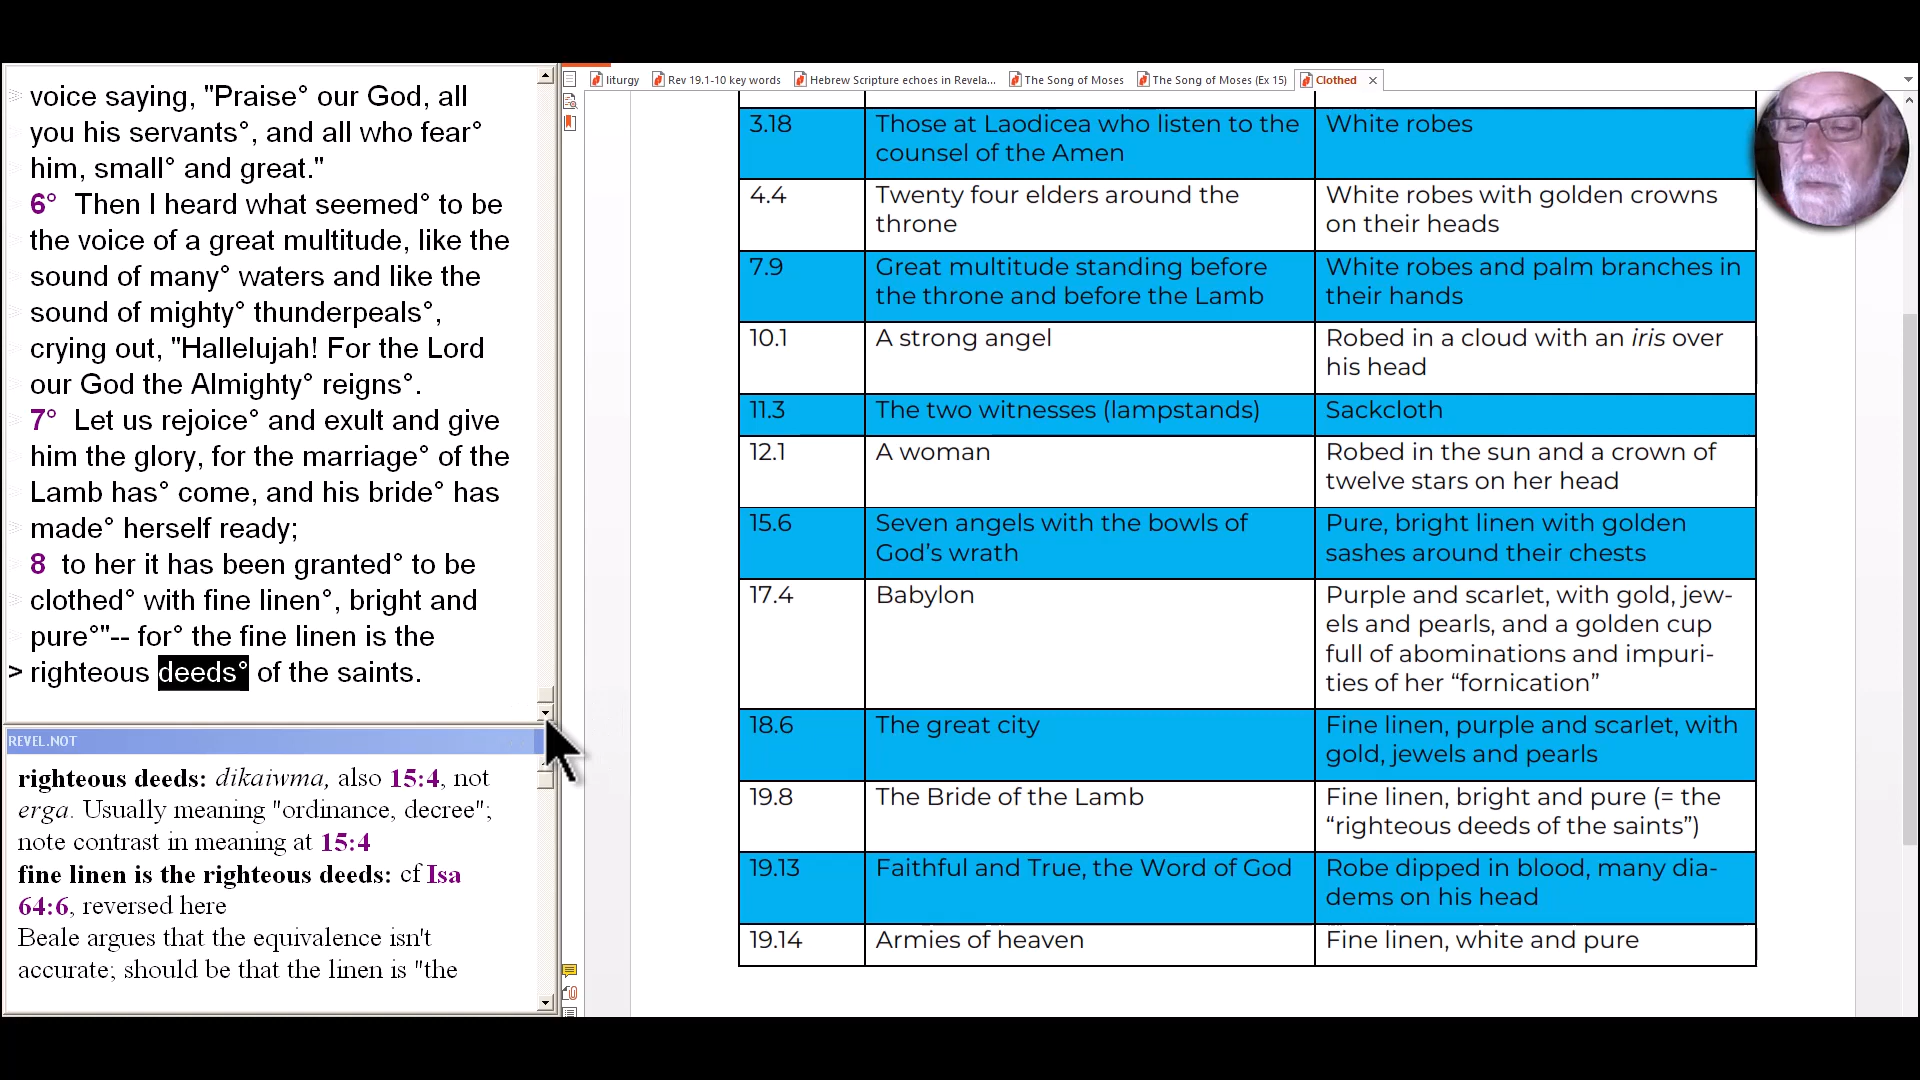 voice saying, "Praise° our God, all
you his servants°, and all who fear°
him, small° and great."
6° Then I heard what seemed° to be
the voice of a great multitude, like the
sound of many° waters and like the
sound of mighty° thunderpeals°,
crying out, "Hallelujah! For the Lord
our God the Almighty° reigns°.
7° Let us rejoice° and exult and give
him the glory, for the marriage° of the
Lamb has° come, and his bride° has
made° herself ready;
8 to her it has been granted° to be
clothed° with fine linen°, bright and
pure°"-- for° the fine linen is the
> righteous deeds° of the saints.
REVEL.NOT
righteous deeds: dikaiwma, also 15:4, not
erga. Usually meaning "ordinance, decree";
note contrast in meaning at 15:4
fine linen is the righteous deeds: cf Isa
64:6, reversed here
Beale argues that the equivalence isn't
accurate; should be that the linen is "the
liturgy Rev 19.1-10 key words Hebrew Scripture echoes in Revela... The Song of Moses The Song of Moses (Ex 15) Clothed
3.18 Those at Laodicea who listen to the White robes
counsel of the Amen
4.4 Twenty four elders around the White robes with golden crowns
throne on their heads
7.9 Great multitude standing before White robes and palm branches in
the throne and before the Lamb their hands
10.1 A strong angel Robed in a cloud with an iris over
his head
11.3 The two witnesses (lampstands) Sackcloth
12.1 A woman Robed in the sun and a crown of
twelve stars on her head
15.6 Seven angels with the bowls of Pure, bright linen with golden
God’s wrath sashes around their chests
17.4 Babylon Purple and scarlet, with gold, jew-
els and pearls, and a golden cup
full of abominations and impuri-
ties of her “fornication”
18.6 The great city Fine linen, purple and scarlet, with
gold, jewels and pearls
19.8 The Bride of the Lamb Fine linen, bright and pure (= the
“righteous deeds of the saints”)
19.13 Faithful and True, the Word of God Robe dipped in blood, many dia-
dems on his head
19.14 Armies of heaven Fine linen, white and pure